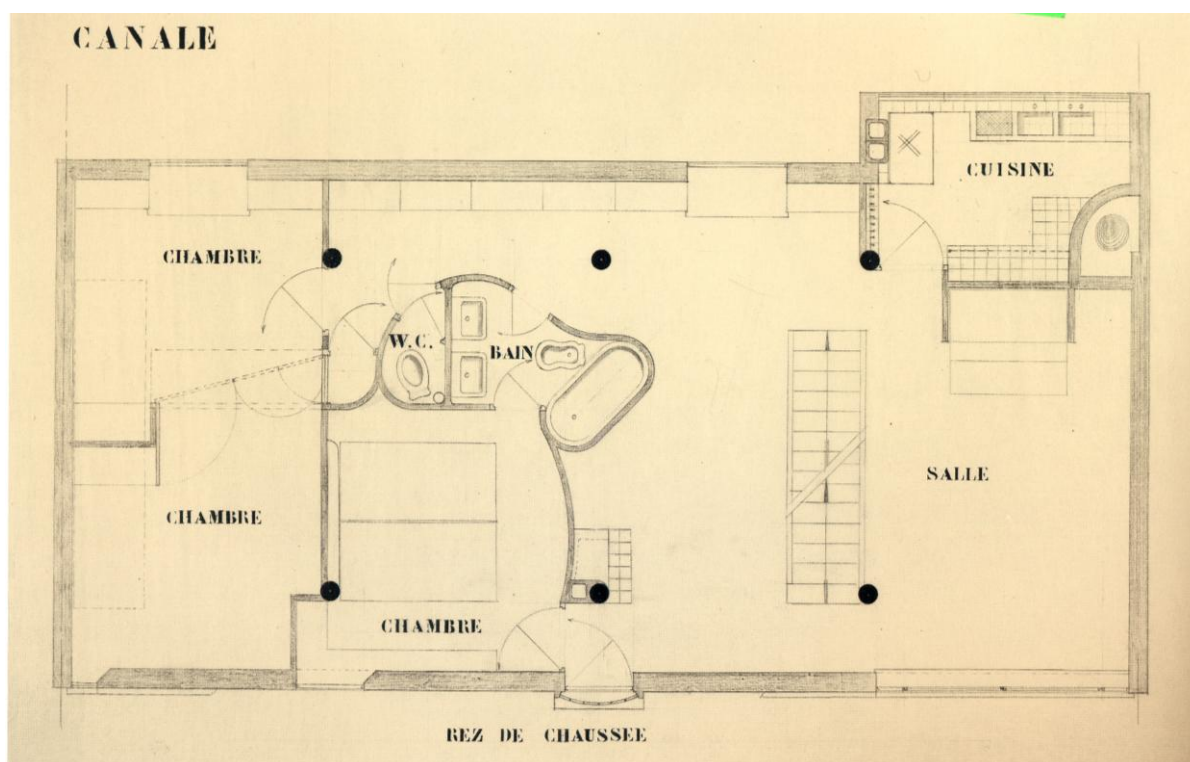 CANALE
CUISINE
CHAMBRE
W.C.
BAIN
SALLE
CHAMBRE
CHAMBRE
REZ DE CHAUSSEE